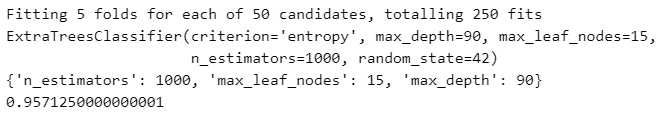 Fitting 5 folds for each of 50 candidates, totalling 250 fits
ExtraTreesClassifier(criterion='entropy', max_depth=90, max_leaf_nodes=15,
n_estimators=1000, random_state=42)
{'n_estimators': 1000, 'max_leaf_nodes': 15, 'max_depth': 90}
0.9571250000000001